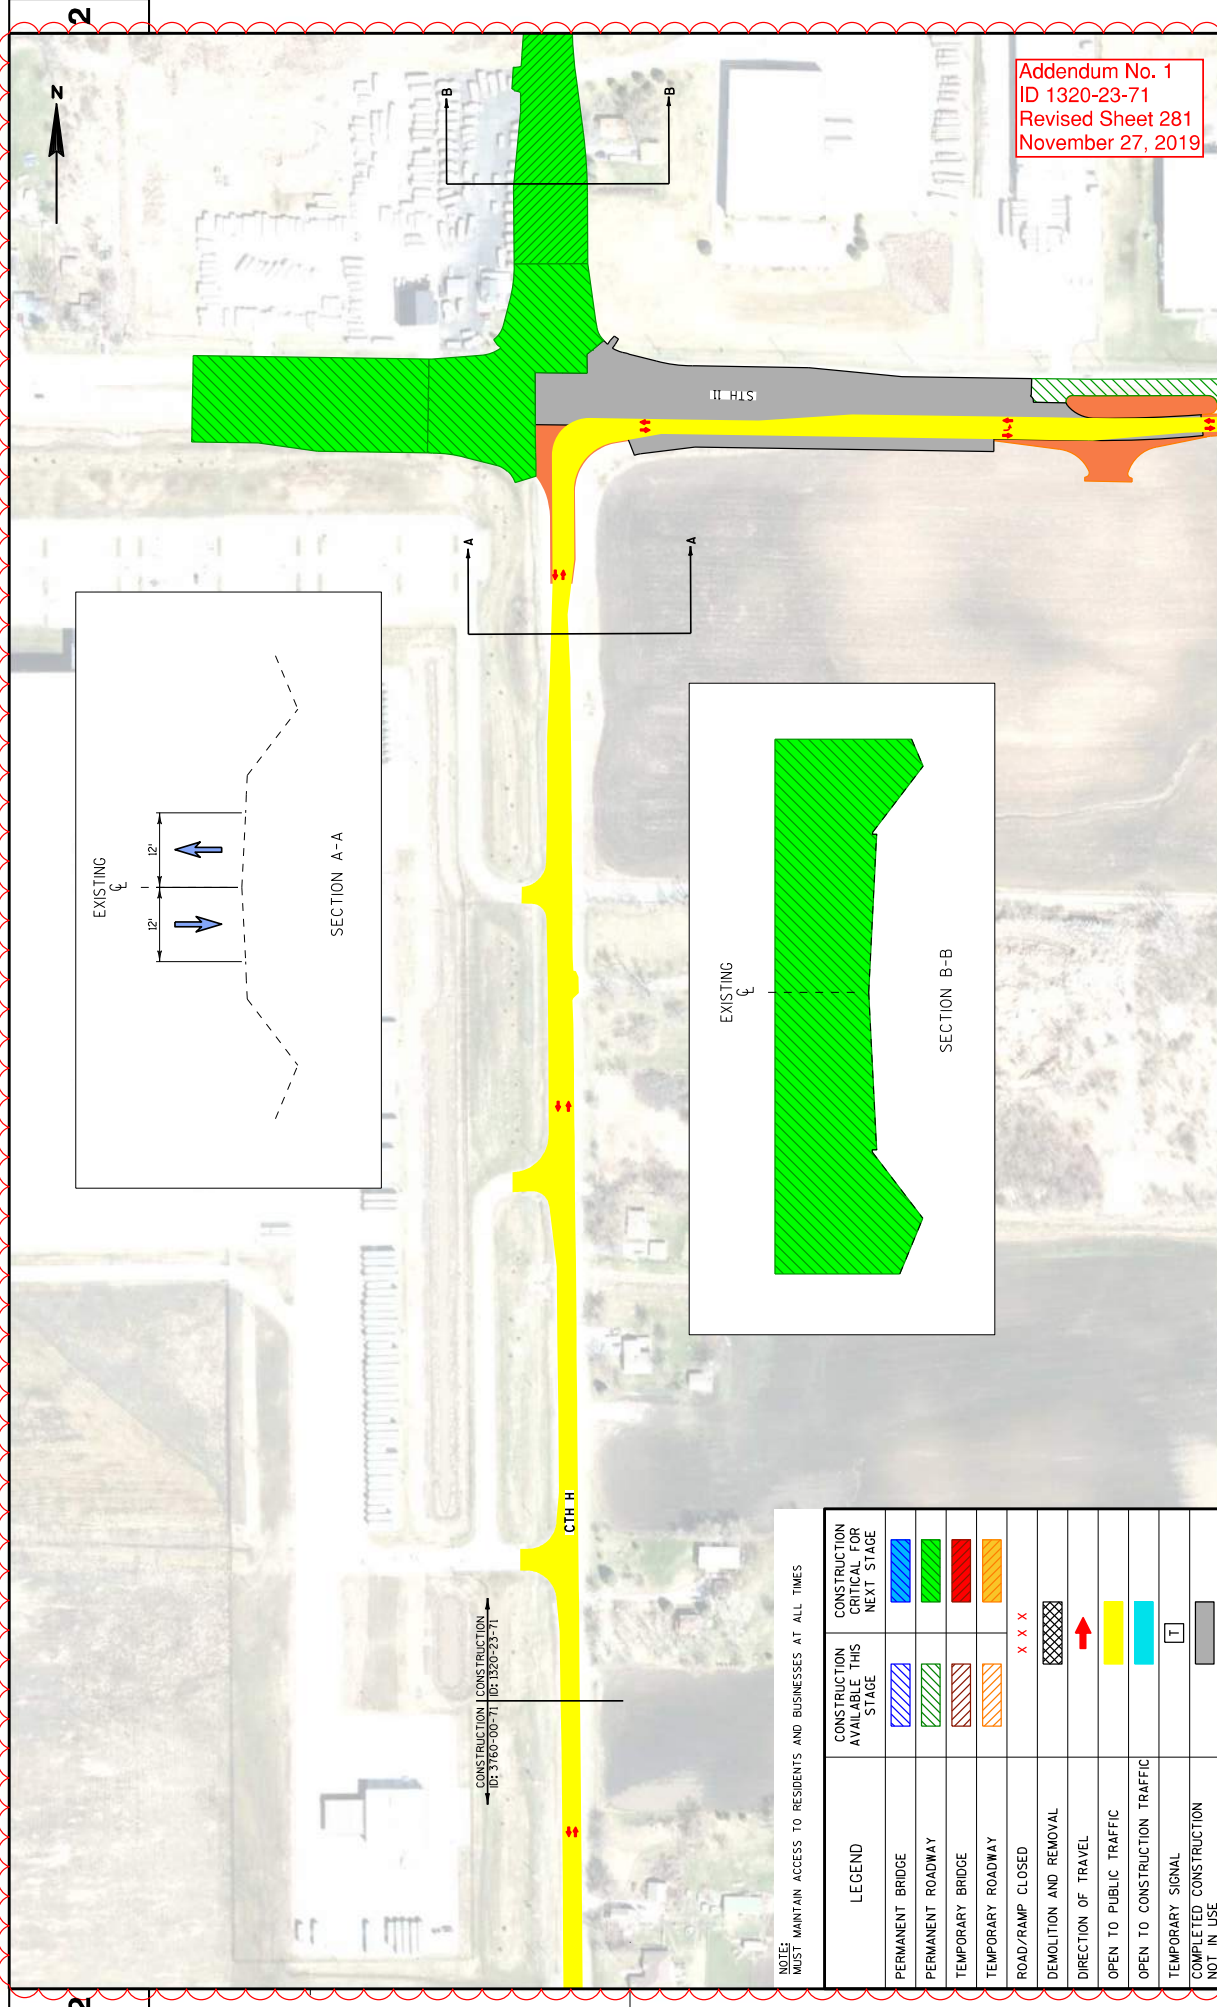 2
N
Addendum No. 1
ID 1320-23-71
Revised Sheet 281
November 27, 2019
B
B
STH 11
A
A
EXISTING
CL
12'
12'
SECTION A-A
EXISTING
CL
SECTION B-B
CTH H
CONSTRUCTION
ID: 3760-00-71
CONSTRUCTION
ID: 1320-23-71
NOTE:
MUST MAINTAIN ACCESS TO RESIDENTS AND BUSINESSES AT ALL TIMES
LEGEND
CONSTRUCTION
AVAILABLE THIS
STAGE
CONSTRUCTION
CRITICAL FOR
NEXT STAGE
PERMANENT BRIDGE
PERMANENT ROADWAY
TEMPORARY BRIDGE
TEMPORARY ROADWAY
ROAD/RAMP CLOSED
X X X
DEMOLITION AND REMOVAL
DIRECTION OF TRAVEL
OPEN TO PUBLIC TRAFFIC
OPEN TO CONSTRUCTION TRAFFIC
TEMPORARY SIGNAL
T
COMPLETED CONSTRUCTION
NOT IN USE
2